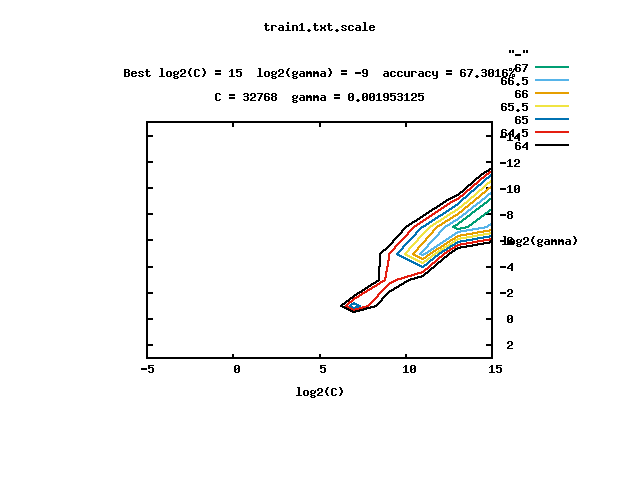 train1.txt.scale
"-"
Best log2(C) = 15  log2(gamma) = -9  accuracy = 67.3016%
67
66.5
66
65.5
65
64.5
64
C = 32768  gamma = 0.001953125
-14
-12
-10
-8
-6
log2(gamma)
-4
-2
0
2
-5 0 5 10 15
log2(C)